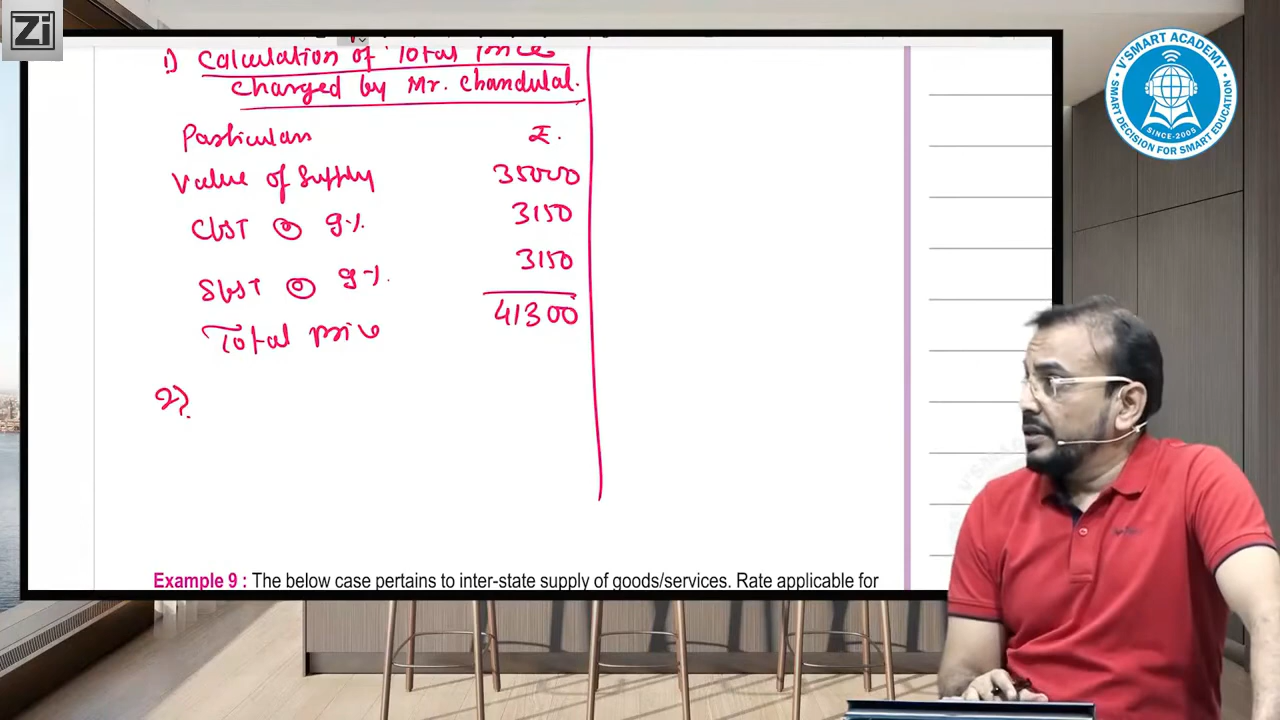 Zi
1) Calculation of Total Price
charged by Mr. Chandulal.
Particulars ₹.
Value of Supply 35000
CGST @ 9% 3150
SGST @ 9% 3150
Total price 41300
2)
Example 9 : The below case pertains to inter-state supply of goods/services. Rate applicable for
V'SMART ACADEMY
SINCE-2005
SMART DECISION FOR SMART EDUCATION